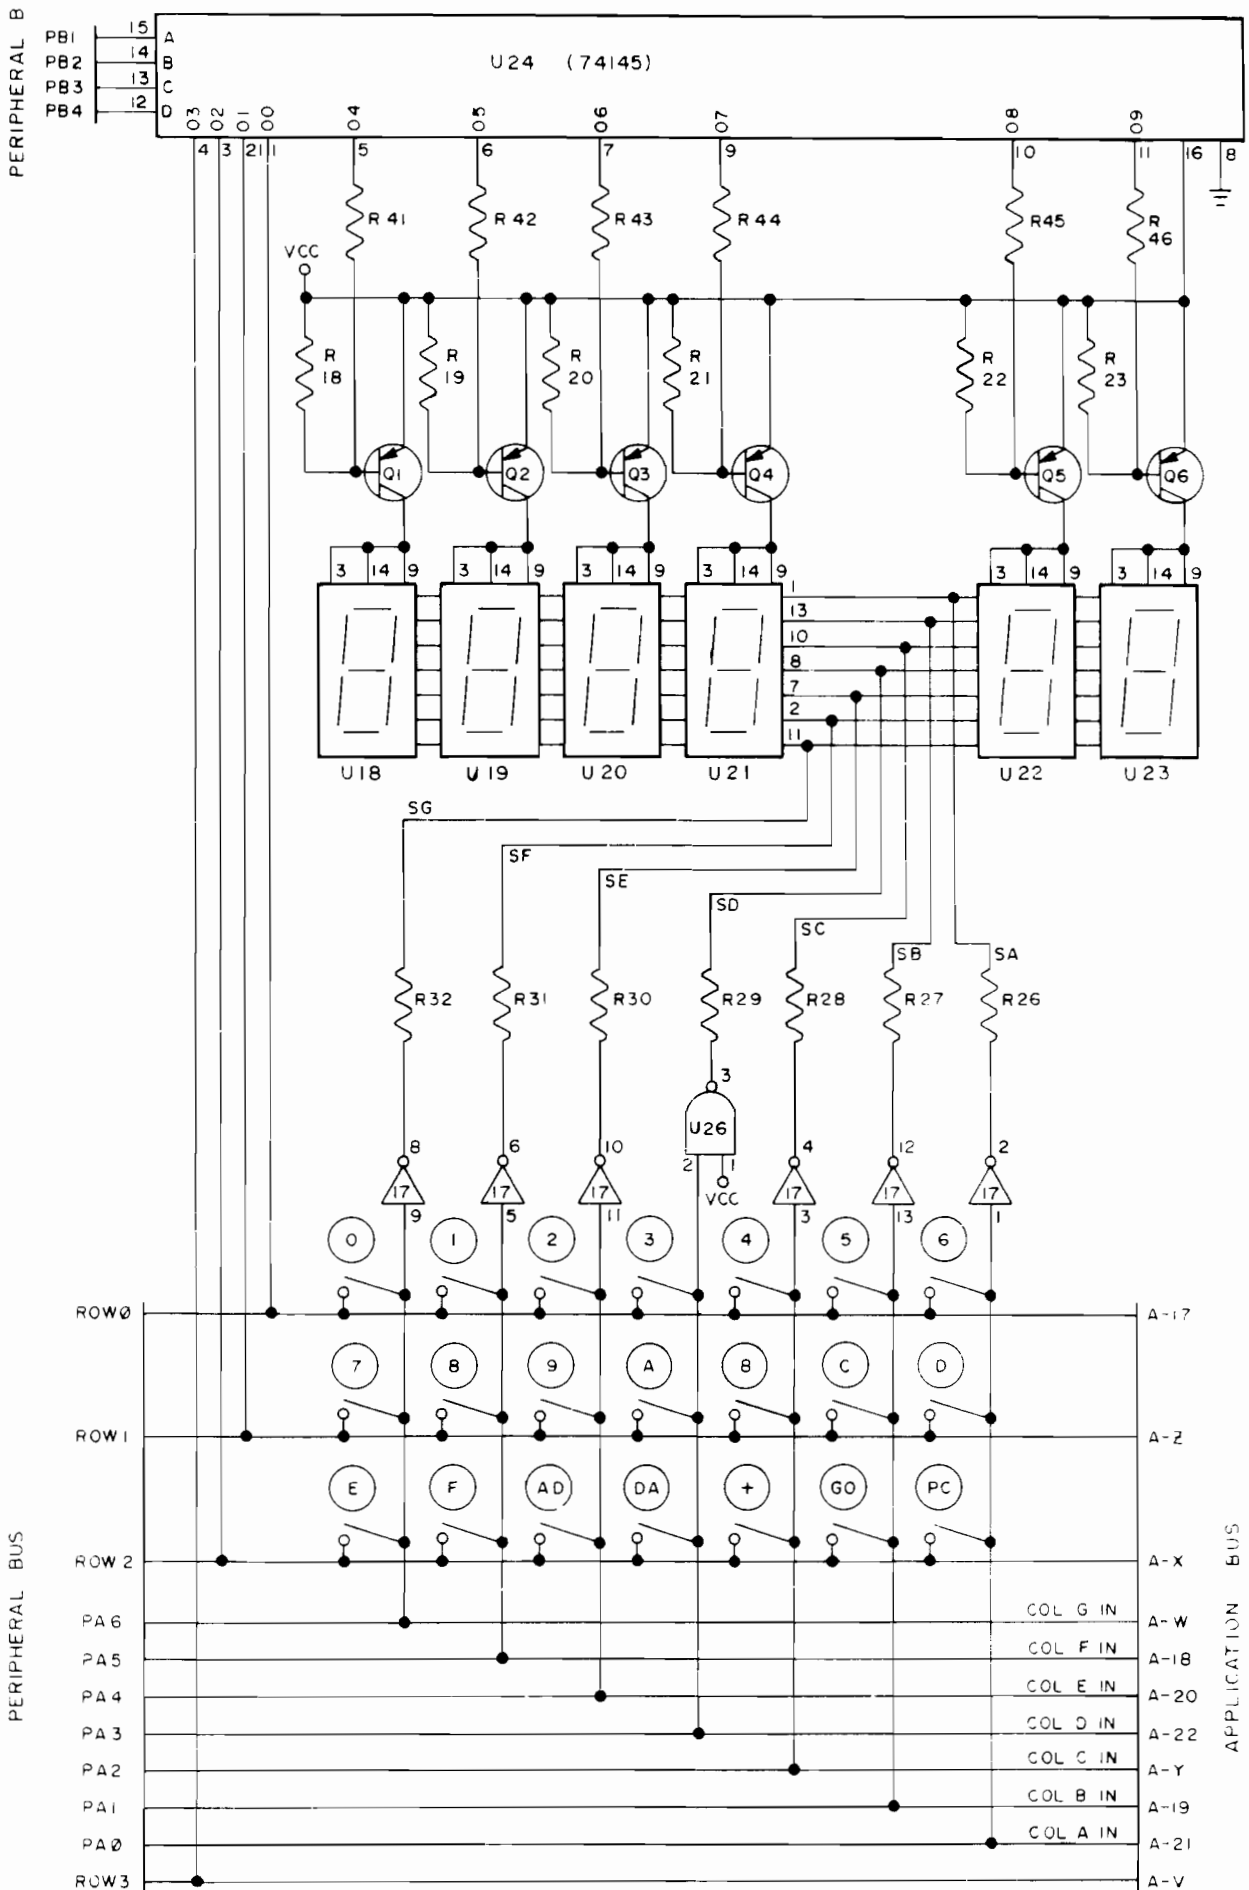 PERIPHERAL B
PB1 15 A
PB2 14 B
PB3 13 C
PB4 12 D
U24 (74145)
03 02 01 00 04 05 06 07 08 09
4 3 21 1 5 6 7 9 10 11 16 8
R41 R42 R43 R44 R45 R 46
VCC
R 18 R 19 R 20 R 21 R 22 R 23
Q1 Q2 Q3 Q4 Q5 Q6
3 14 9 3 14 9 3 14 9 3 14 9 3 14 9 3 14 9
1
13
10
8
7
2
11
U18 U19 U20 U21 U22 U23
SG
SF
SE
SD
SC
SB SA
R32 R31 R30 R29 R28 R27 R26
3
U26
8 6 10 2 1 4 12 2
17 17 17 VCC 17 17 17
9 5 11 3 13 1
0 1 2 3 4 5 6
ROWØ A-17
7 8 9 A 8 C D
ROW1 A-Z
E F AD DA + GO PC
ROW2 A-X
PA6 COL G IN A-W
PA5 COL F IN A-18
PA4 COL E IN A-20
PA3 COL D IN A-22
PA2 COL C IN A-Y
PA1 COL B IN A-19
PAØ COL A IN A-21
ROW3 A-V
PERIPHERAL BUS
APPLICATION BUS